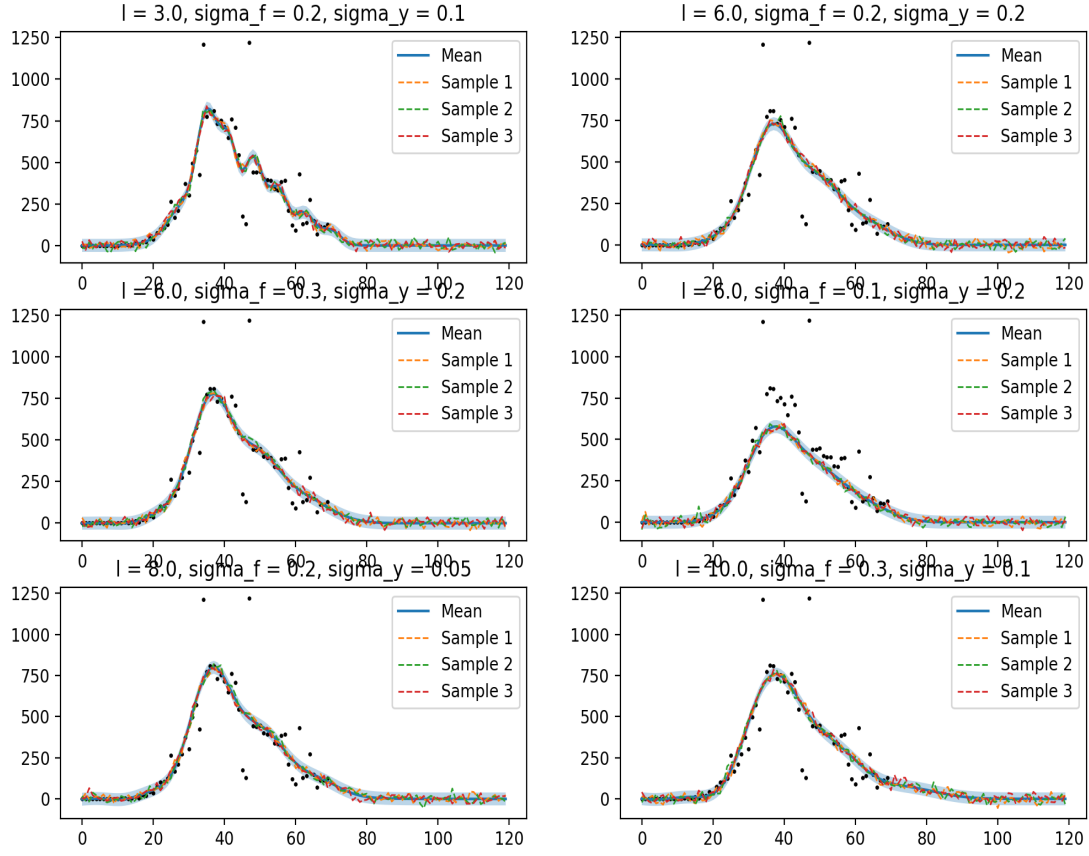 l = 3.0, sigma_f = 0.2, sigma_y = 0.1
1250
1000
750
500
250
0
0 20 40 60 80 100 120
Mean
Sample 1
Sample 2
Sample 3
l = 6.0, sigma_f = 0.2, sigma_y = 0.2
1250
1000
750
500
250
0
0 20 40 60 80 100 120
Mean
Sample 1
Sample 2
Sample 3
l = 6.0, sigma_f = 0.3, sigma_y = 0.2
1250
1000
750
500
250
0
0 20 40 60 80 100 120
Mean
Sample 1
Sample 2
Sample 3
l = 6.0, sigma_f = 0.1, sigma_y = 0.2
1250
1000
750
500
250
0
0 20 40 60 80 100 120
Mean
Sample 1
Sample 2
Sample 3
l = 8.0, sigma_f = 0.2, sigma_y = 0.05
1250
1000
750
500
250
0
0 20 40 60 80 100 120
Mean
Sample 1
Sample 2
Sample 3
l = 10.0, sigma_f = 0.3, sigma_y = 0.1
1250
1000
750
500
250
0
0 20 40 60 80 100 120
Mean
Sample 1
Sample 2
Sample 3